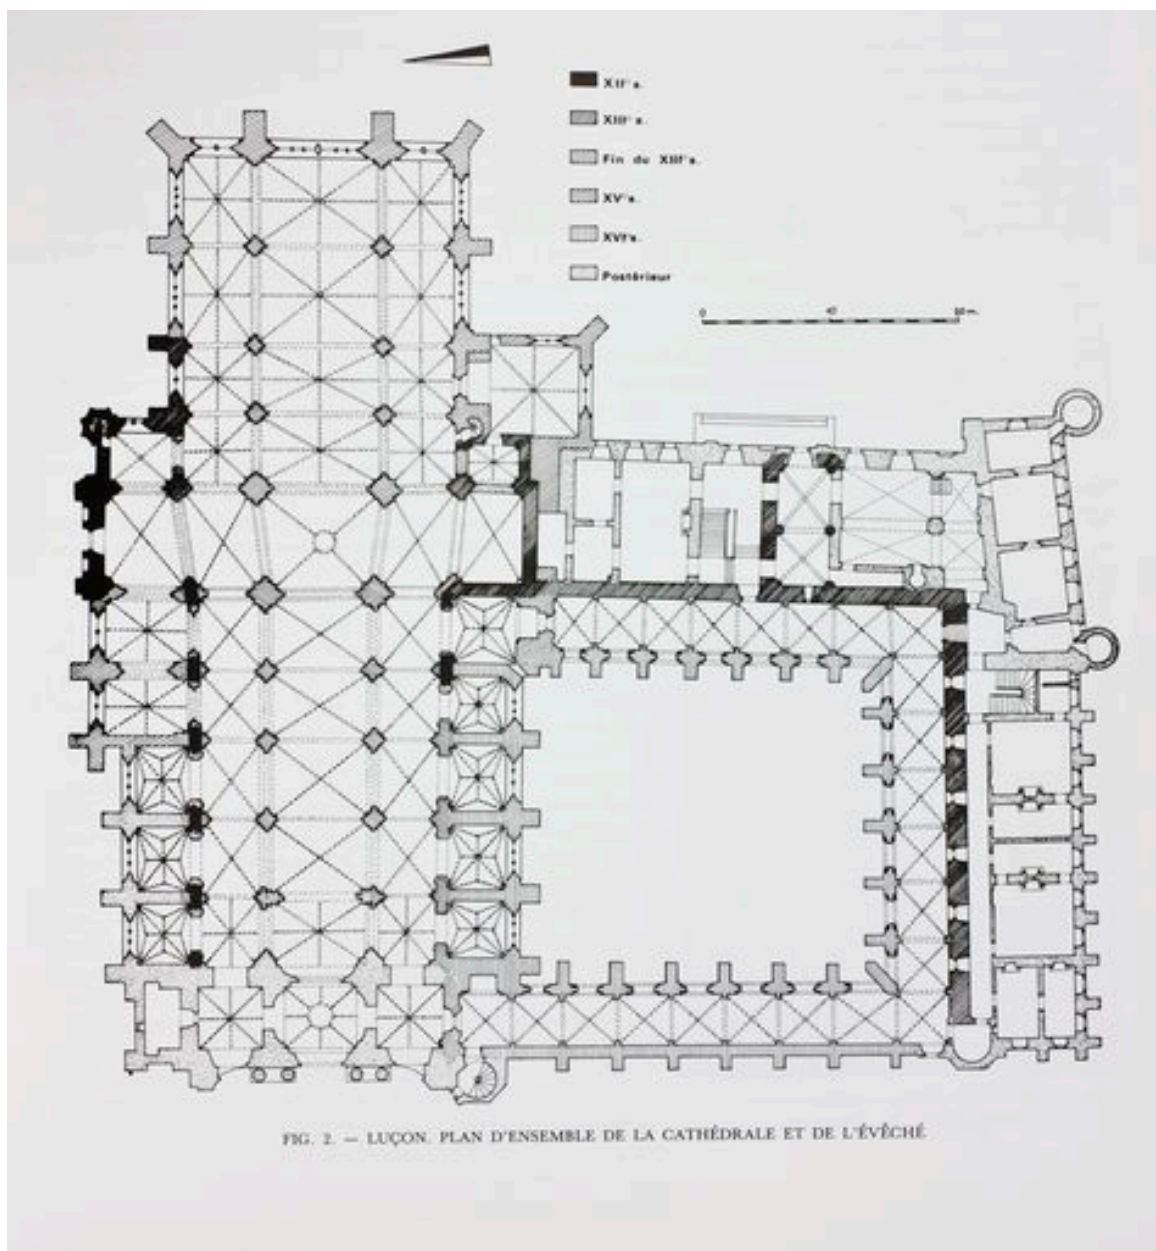 XIIᵉ s.
XIIIᵉ s.
Fin du XIIIᵉ s.
XVᵉ s.
XVIᵉ s.
Postérieur
0
m.
FIG. 2. — LUÇON. PLAN D'ENSEMBLE DE LA CATHÉDRALE ET DE L'ÉVÊCHÉ